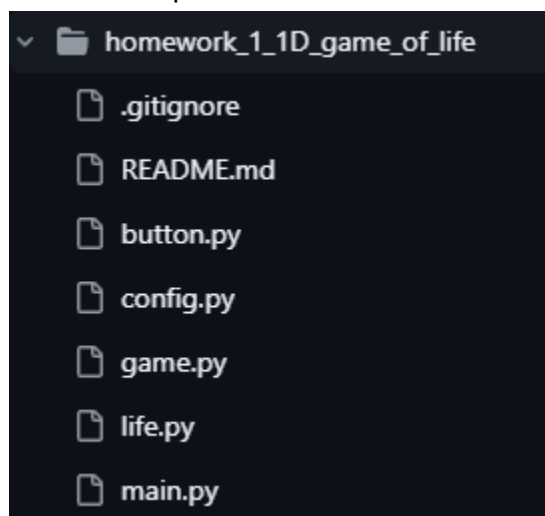 homework_1_1D_game_of_life
.gitignore
README.md
button.py
config.py
game.py
life.py
main.py